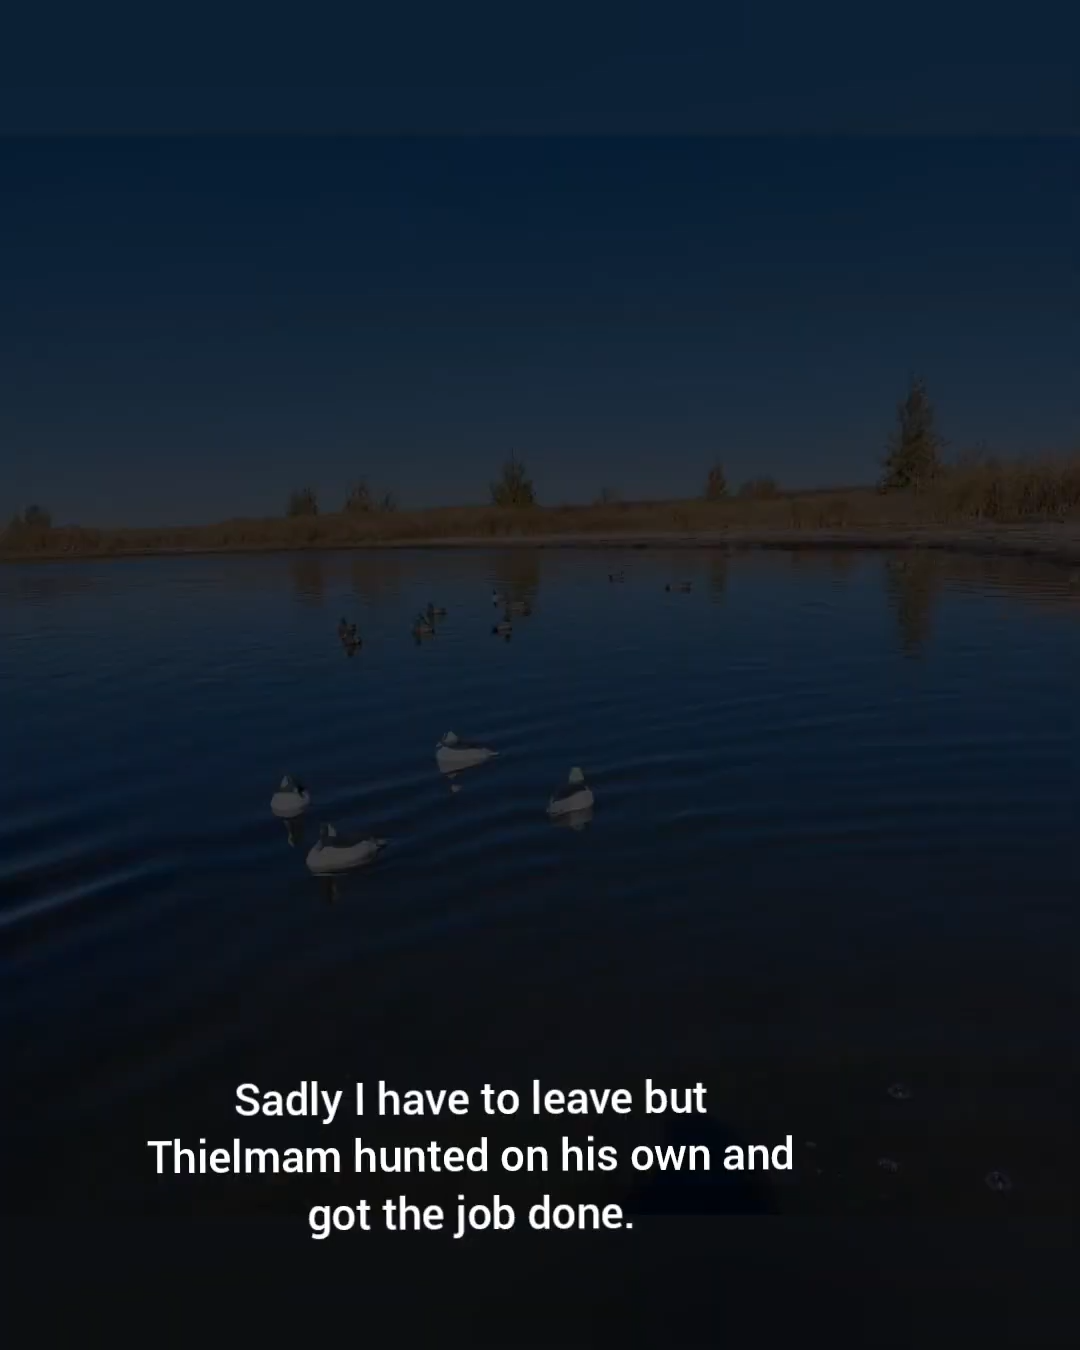 Sadly I have to leave but
Thielmam hunted on his own and
got the job done.